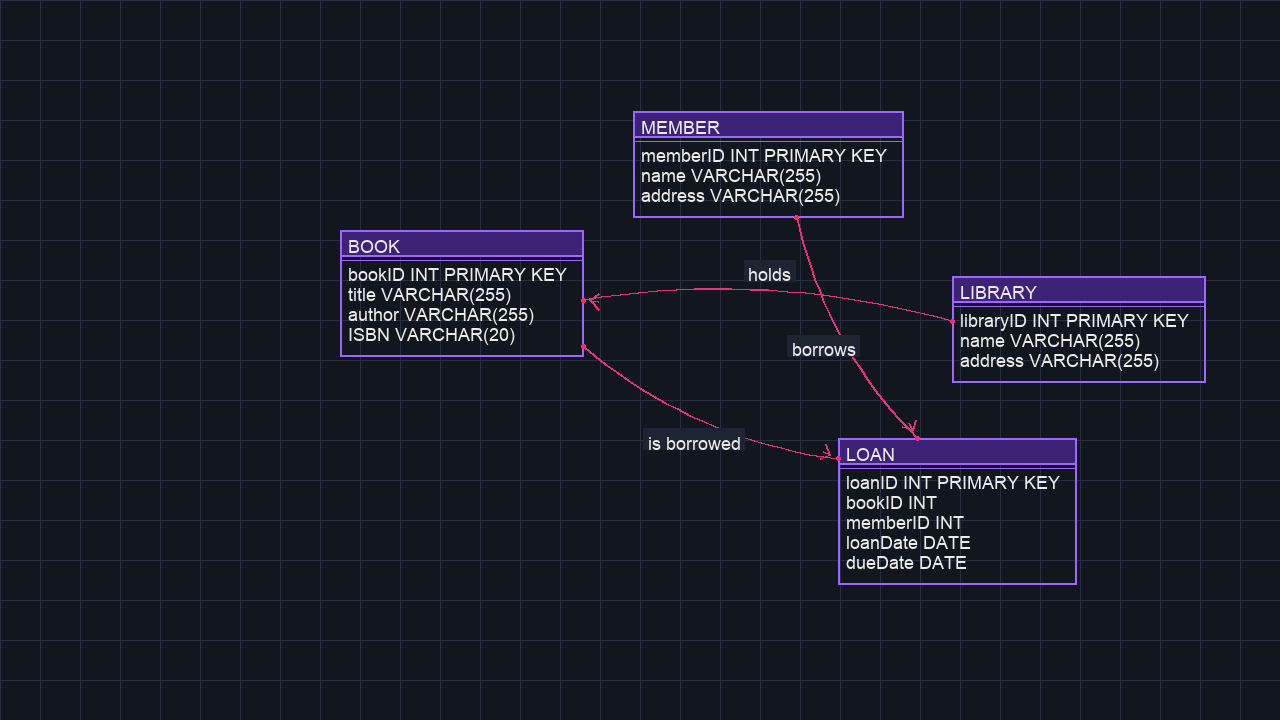 MEMBER
memberID INT PRIMARY KEY
name VARCHAR(255)
address VARCHAR(255)
BOOK
bookID INT PRIMARY KEY
title VARCHAR(255)
author VARCHAR(255)
ISBN VARCHAR(20)
holds
LIBRARY
libraryID INT PRIMARY KEY
name VARCHAR(255)
address VARCHAR(255)
borrows
is borrowed
LOAN
loanID INT PRIMARY KEY
bookID INT
memberID INT
loanDate DATE
dueDate DATE